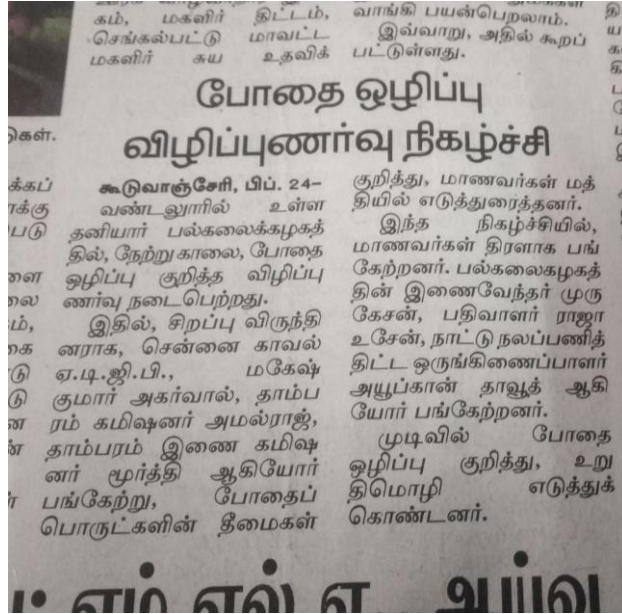 கம், மகளிர் திட்டம்,
செங்கல்பட்டு மாவட்ட
மகளிர் சுய உதவிக்
வாங்கி பயன்பெறலாம்.
இவ்வாறு, அதில் கூறப்
பட்டுள்ளது.
போதை ஒழிப்பு
விழிப்புணர்வு நிகழ்ச்சி
கூடுவாஞ்சேரி, பிப். 24–
வண்டலூரில் உள்ள
தனியார் பல்கலைக்கழகத்
தில், நேற்று காலை, போதை
ஒழிப்பு குறித்த விழிப்பு
ணர்வு நடைபெற்றது.
இதில், சிறப்பு விருந்தி
னராக, சென்னை காவல்
ஏ.டி.ஜி.பி., மகேஷ்
குமார் அகர்வால், தாம்ப
ரம் கமிஷனர் அமல்ராஜ்,
தாம்பரம் இணை கமிஷ
னர் மூர்த்தி ஆகியோர்
பங்கேற்று, போதைப்
பொருட்களின் தீமைகள்
குறித்து, மாணவர்கள் மத்
தியில் எடுத்துரைத்தனர்.
இந்த நிகழ்ச்சியில்,
மாணவர்கள் திரளாக பங்
கேற்றனர். பல்கலைகழகத்
தின் இணைவேந்தர் முரு
கேசன், பதிவாளர் ராஜா
உசேன், நாட்டு நலப்பணித்
திட்ட ஒருங்கிணைப்பாளர்
அயூப்கான் தாவூத் ஆகி
யோர் பங்கேற்றனர்.
முடிவில் போதை
ஒழிப்பு குறித்து, உறு
திமொழி எடுத்துக்
கொண்டனர்.
எம் எல் ஏ ஆய்வு